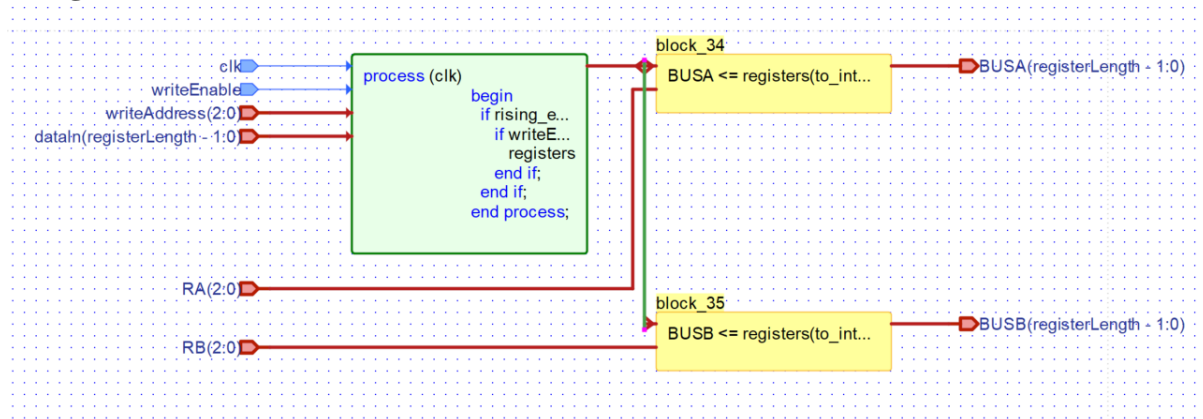 block_34
clk
BUSA <= registers(to_int...
BUSA(registerLength - 1:0)
process (clk)
writeEnable
begin
writeAddress(2:0)
if rising_e...
dataIn(registerLength - 1:0)
if writeE...
registers
end if;
end if;
end process;
RA(2:0)
block_35
BUSB <= registers(to_int...
BUSB(registerLength - 1:0)
RB(2:0)